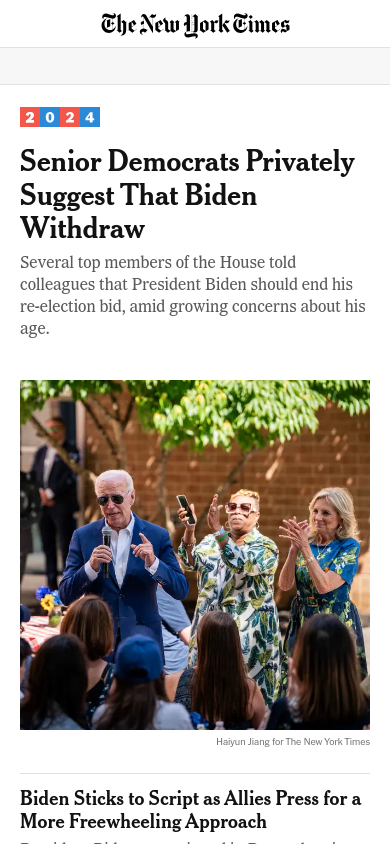 The New York Times
2024
Senior Democrats Privately
Suggest That Biden
Withdraw
Several top members of the House told
colleagues that President Biden should end his
re-election bid, amid growing concerns about his
age.
Haiyun Jiang for The New York Times
Biden Sticks to Script as Allies Press for a
More Freewheeling Approach